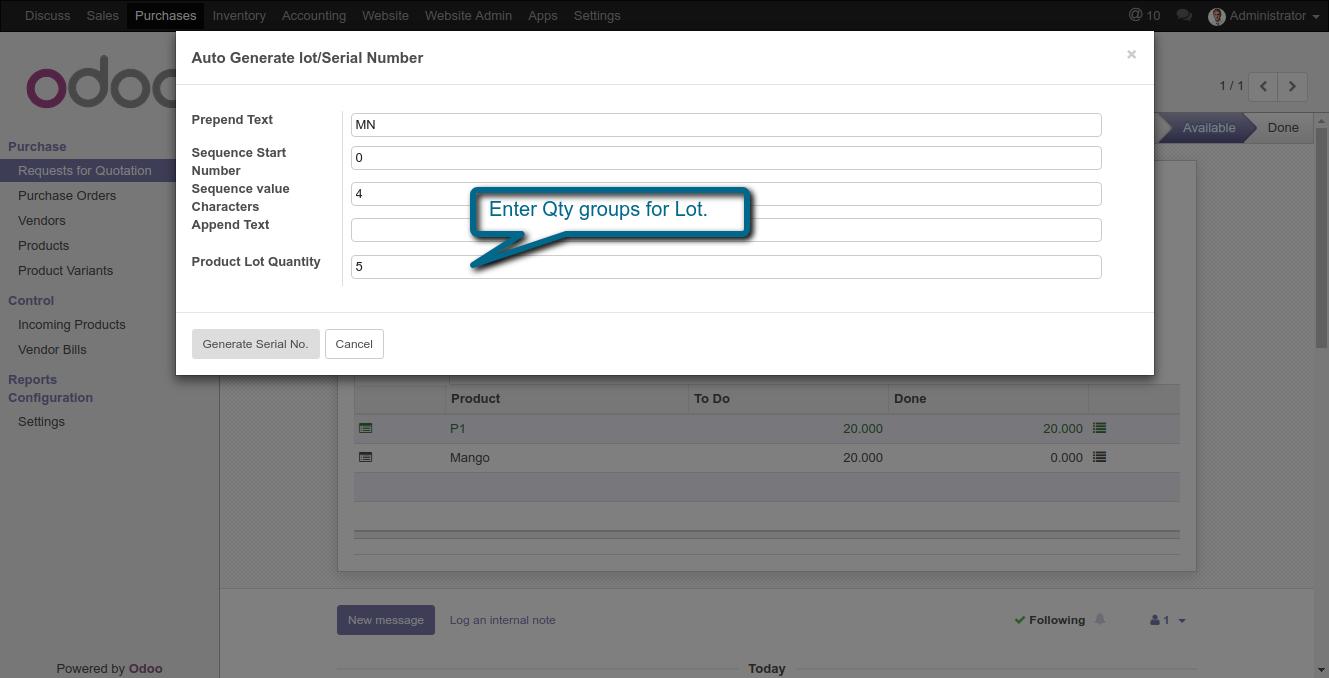 Discuss Sales Purchases Inventory Accounting Website Website Admin Apps Settings @ 10 Administrator
Auto Generate lot/Serial Number ×
odoo
1 / 1
Available Done
Purchase
Requests for Quotation
Purchase Orders
Vendors
Products
Product Variants
Control
Incoming Products
Vendor Bills
Reports
Configuration
Settings
Prepend Text MN
Sequence Start
Number 0
Sequence value
Characters 4
Append Text
Product Lot Quantity 5
Enter Qty groups for Lot.
Generate Serial No. Cancel
Product To Do Done
P1 20.000 20.000
Mango 20.000 0.000
New message Log an internal note Following 1
Today
Powered by Odoo